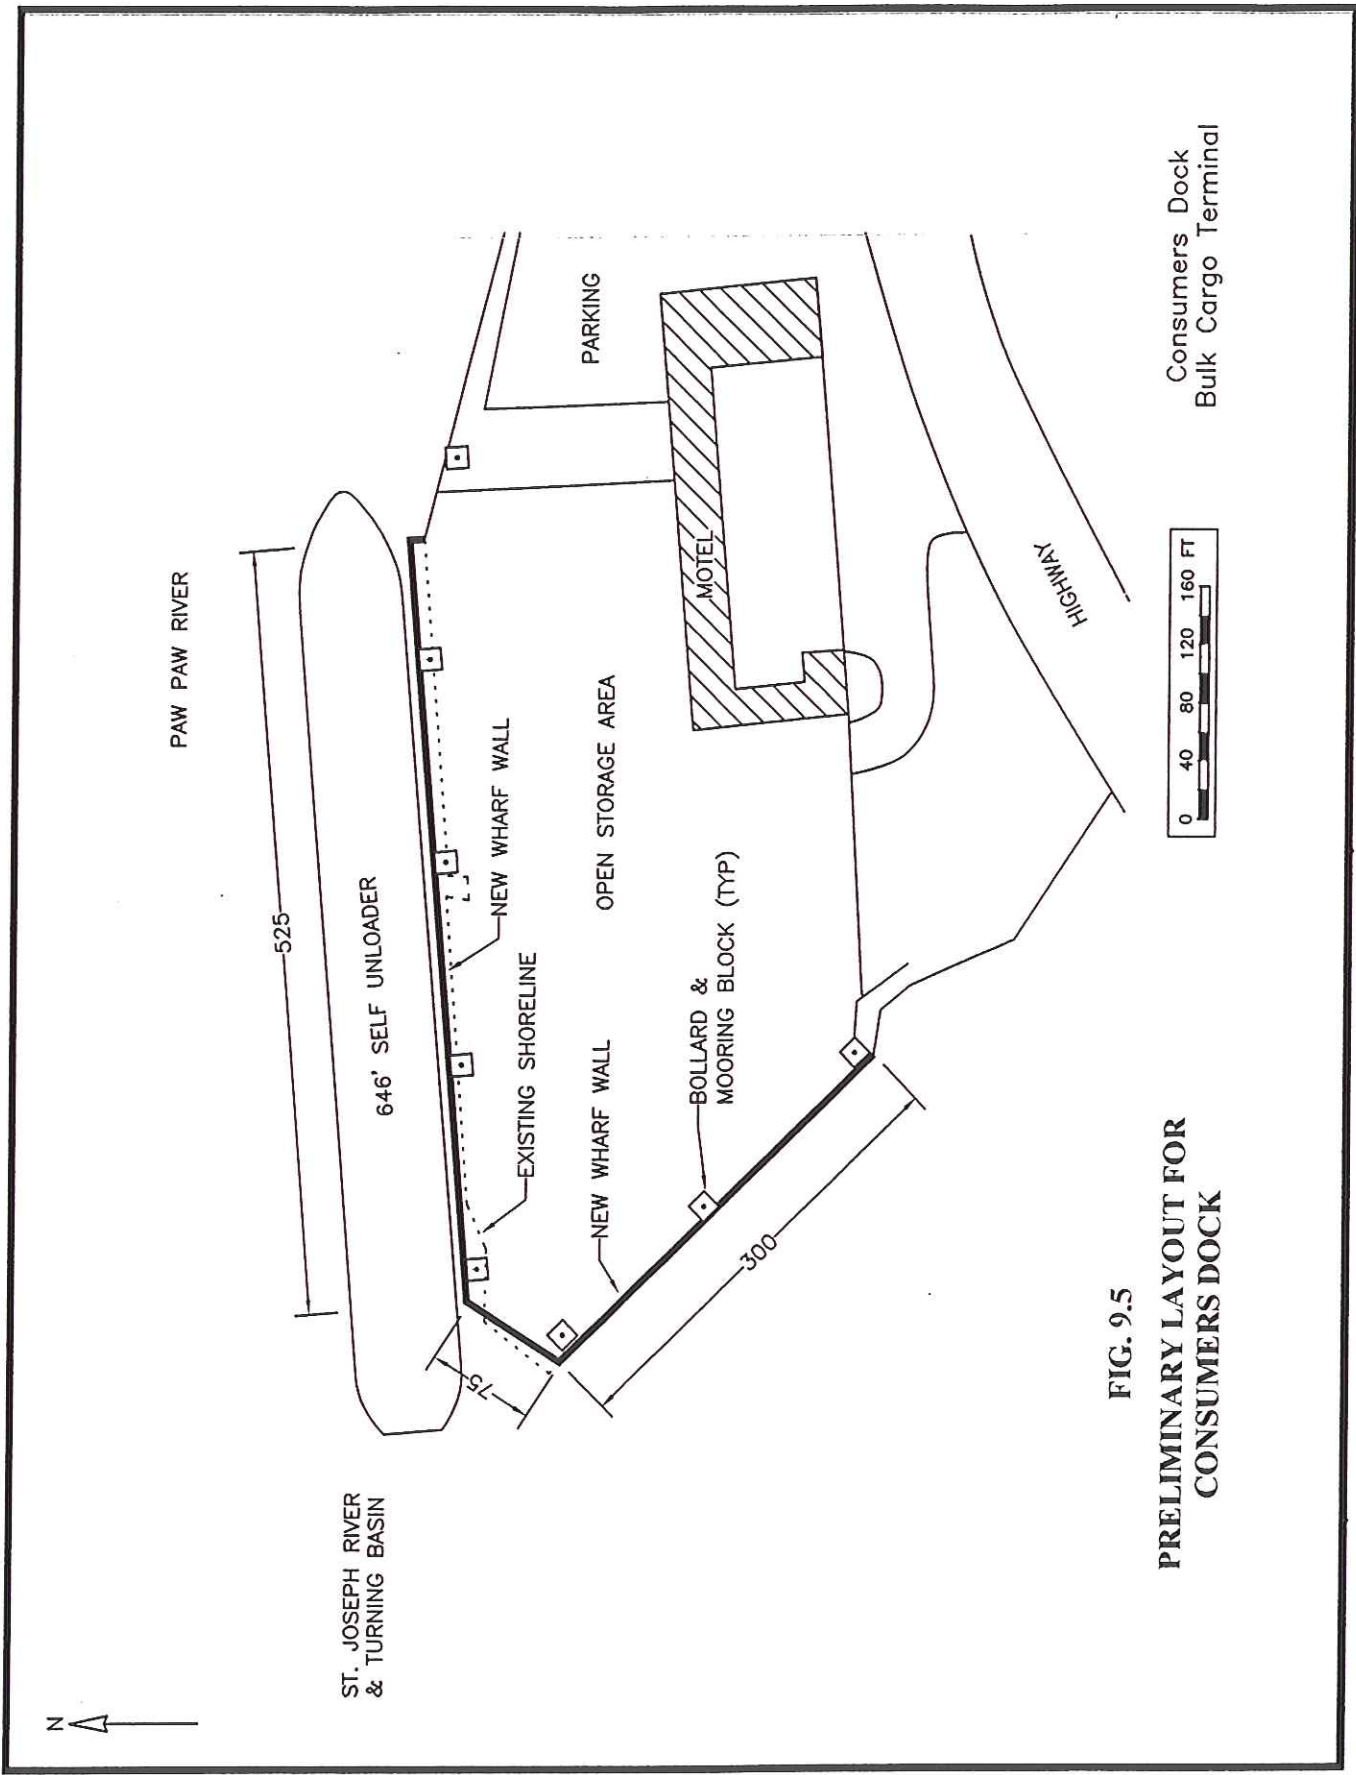 N
PAW PAW RIVER
ST. JOSEPH RIVER
& TURNING BASIN
525
646' SELF UNLOADER
75
EXISTING SHORELINE
NEW WHARF WALL
NEW WHARF WALL
OPEN STORAGE AREA
PARKING
MOTEL
BOLLARD &
MOORING BLOCK (TYP)
300
HIGHWAY
FIG. 9.5
PRELIMINARY LAYOUT FOR
CONSUMERS DOCK
0 40 80 120 160 FT
Consumers Dock
Bulk Cargo Terminal